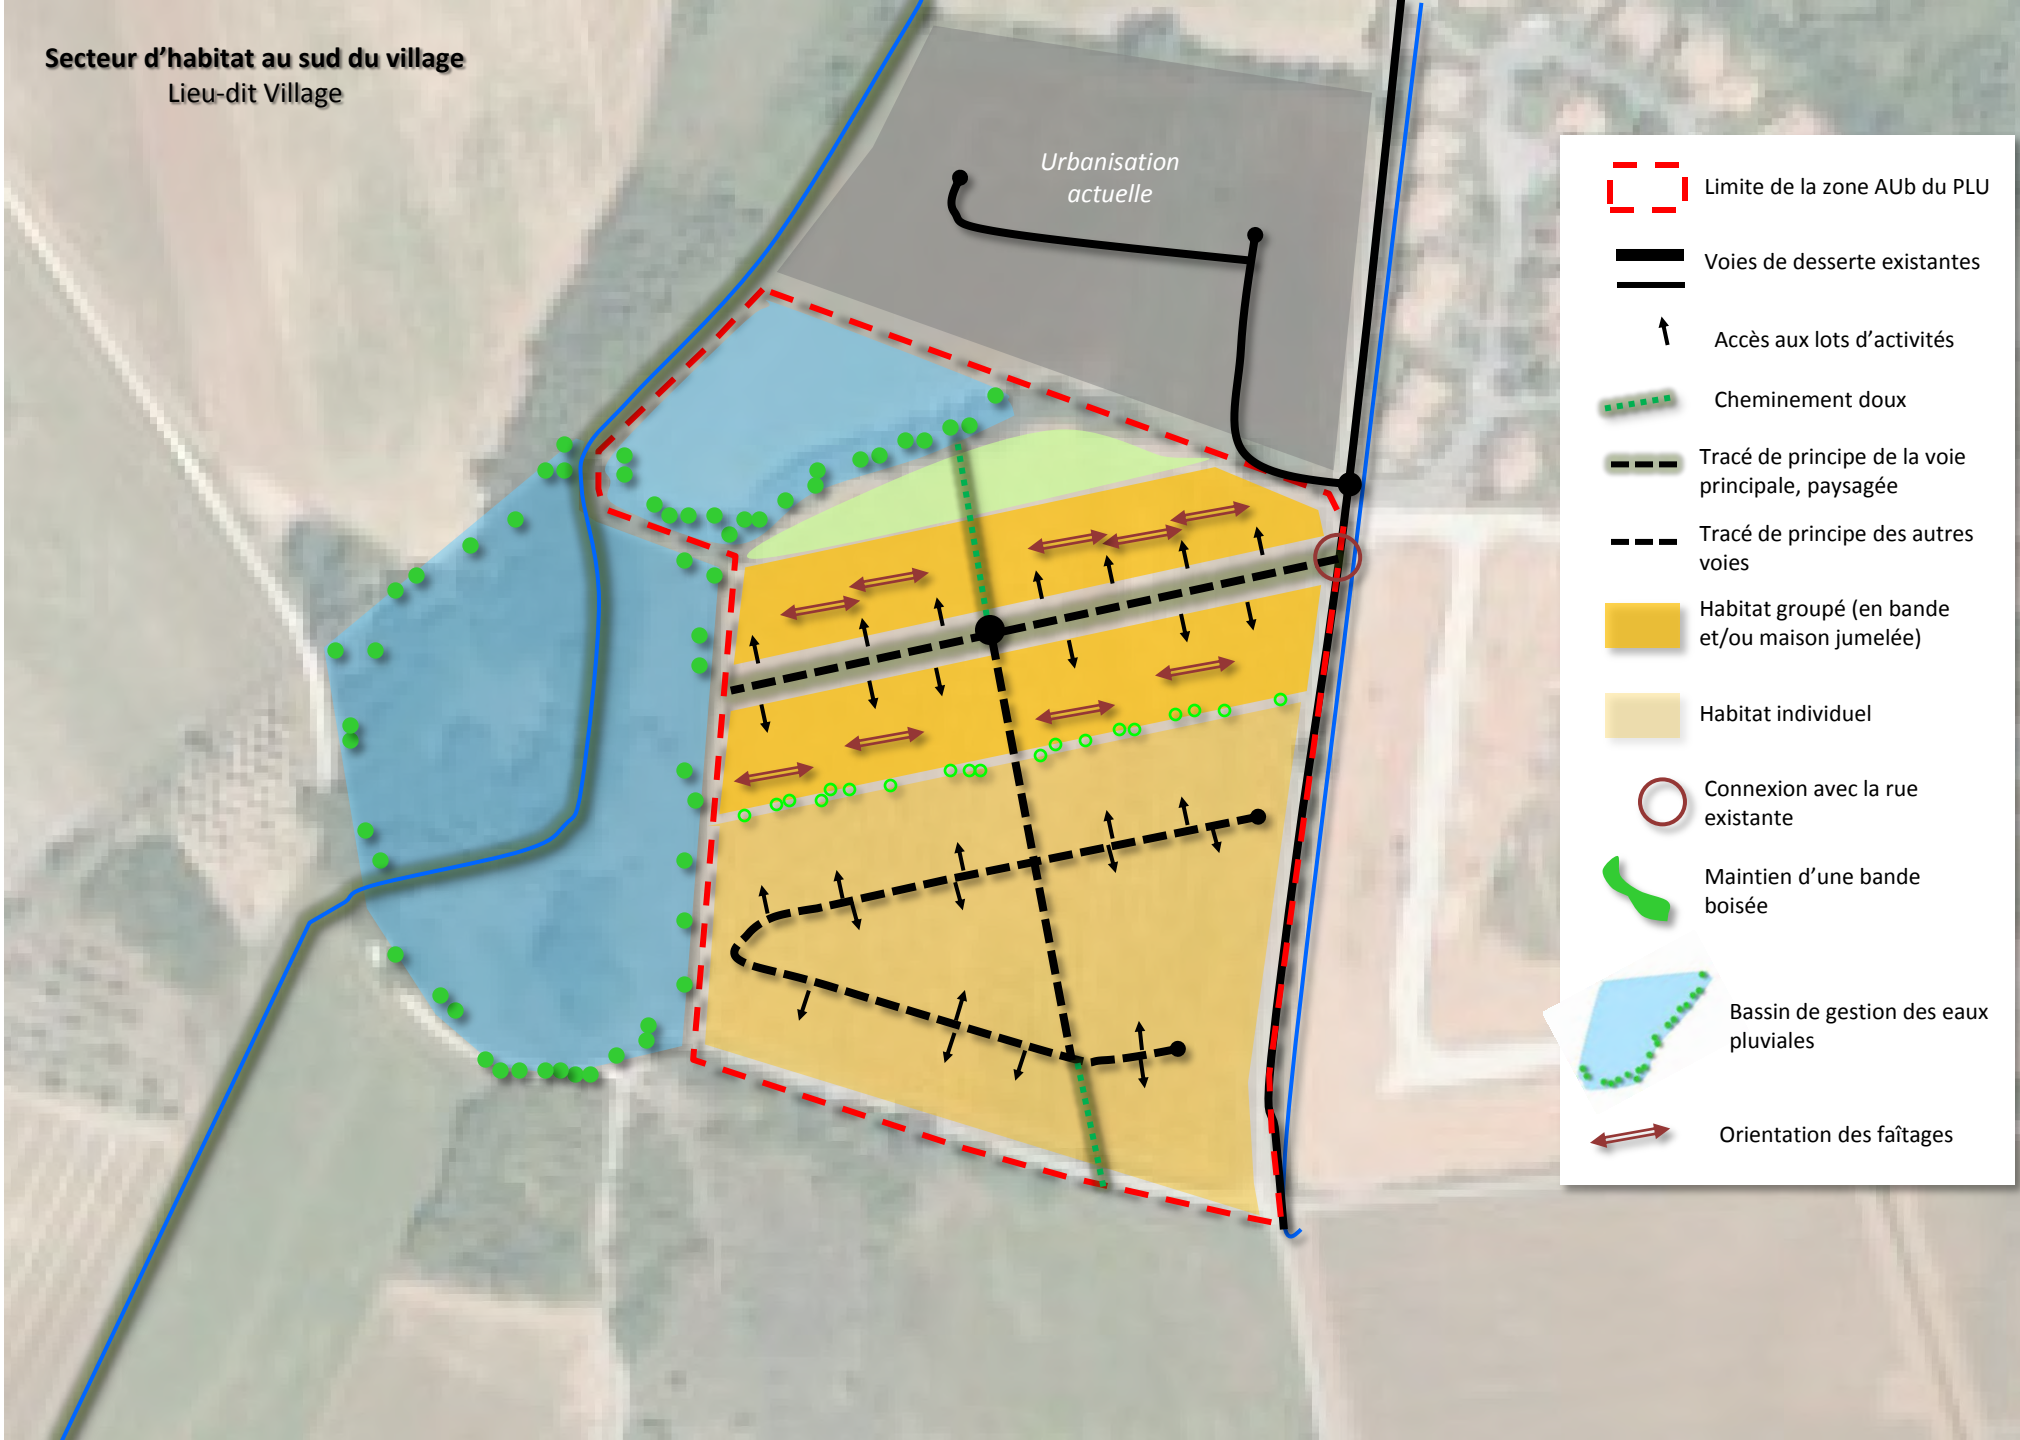 Secteur d’habitat au sud du village
Lieu-dit Village
Urbanisation
actuelle
Limite de la zone AUb du PLU
Voies de desserte existantes
Accès aux lots d’activités
Cheminement doux
Tracé de principe de la voie
principale, paysagée
Tracé de principe des autres
voies
Habitat groupé (en bande
et/ou maison jumelée)
Habitat individuel
Connexion avec la rue
existante
Maintien d’une bande
boisée
Bassin de gestion des eaux
pluviales
Orientation des faîtages